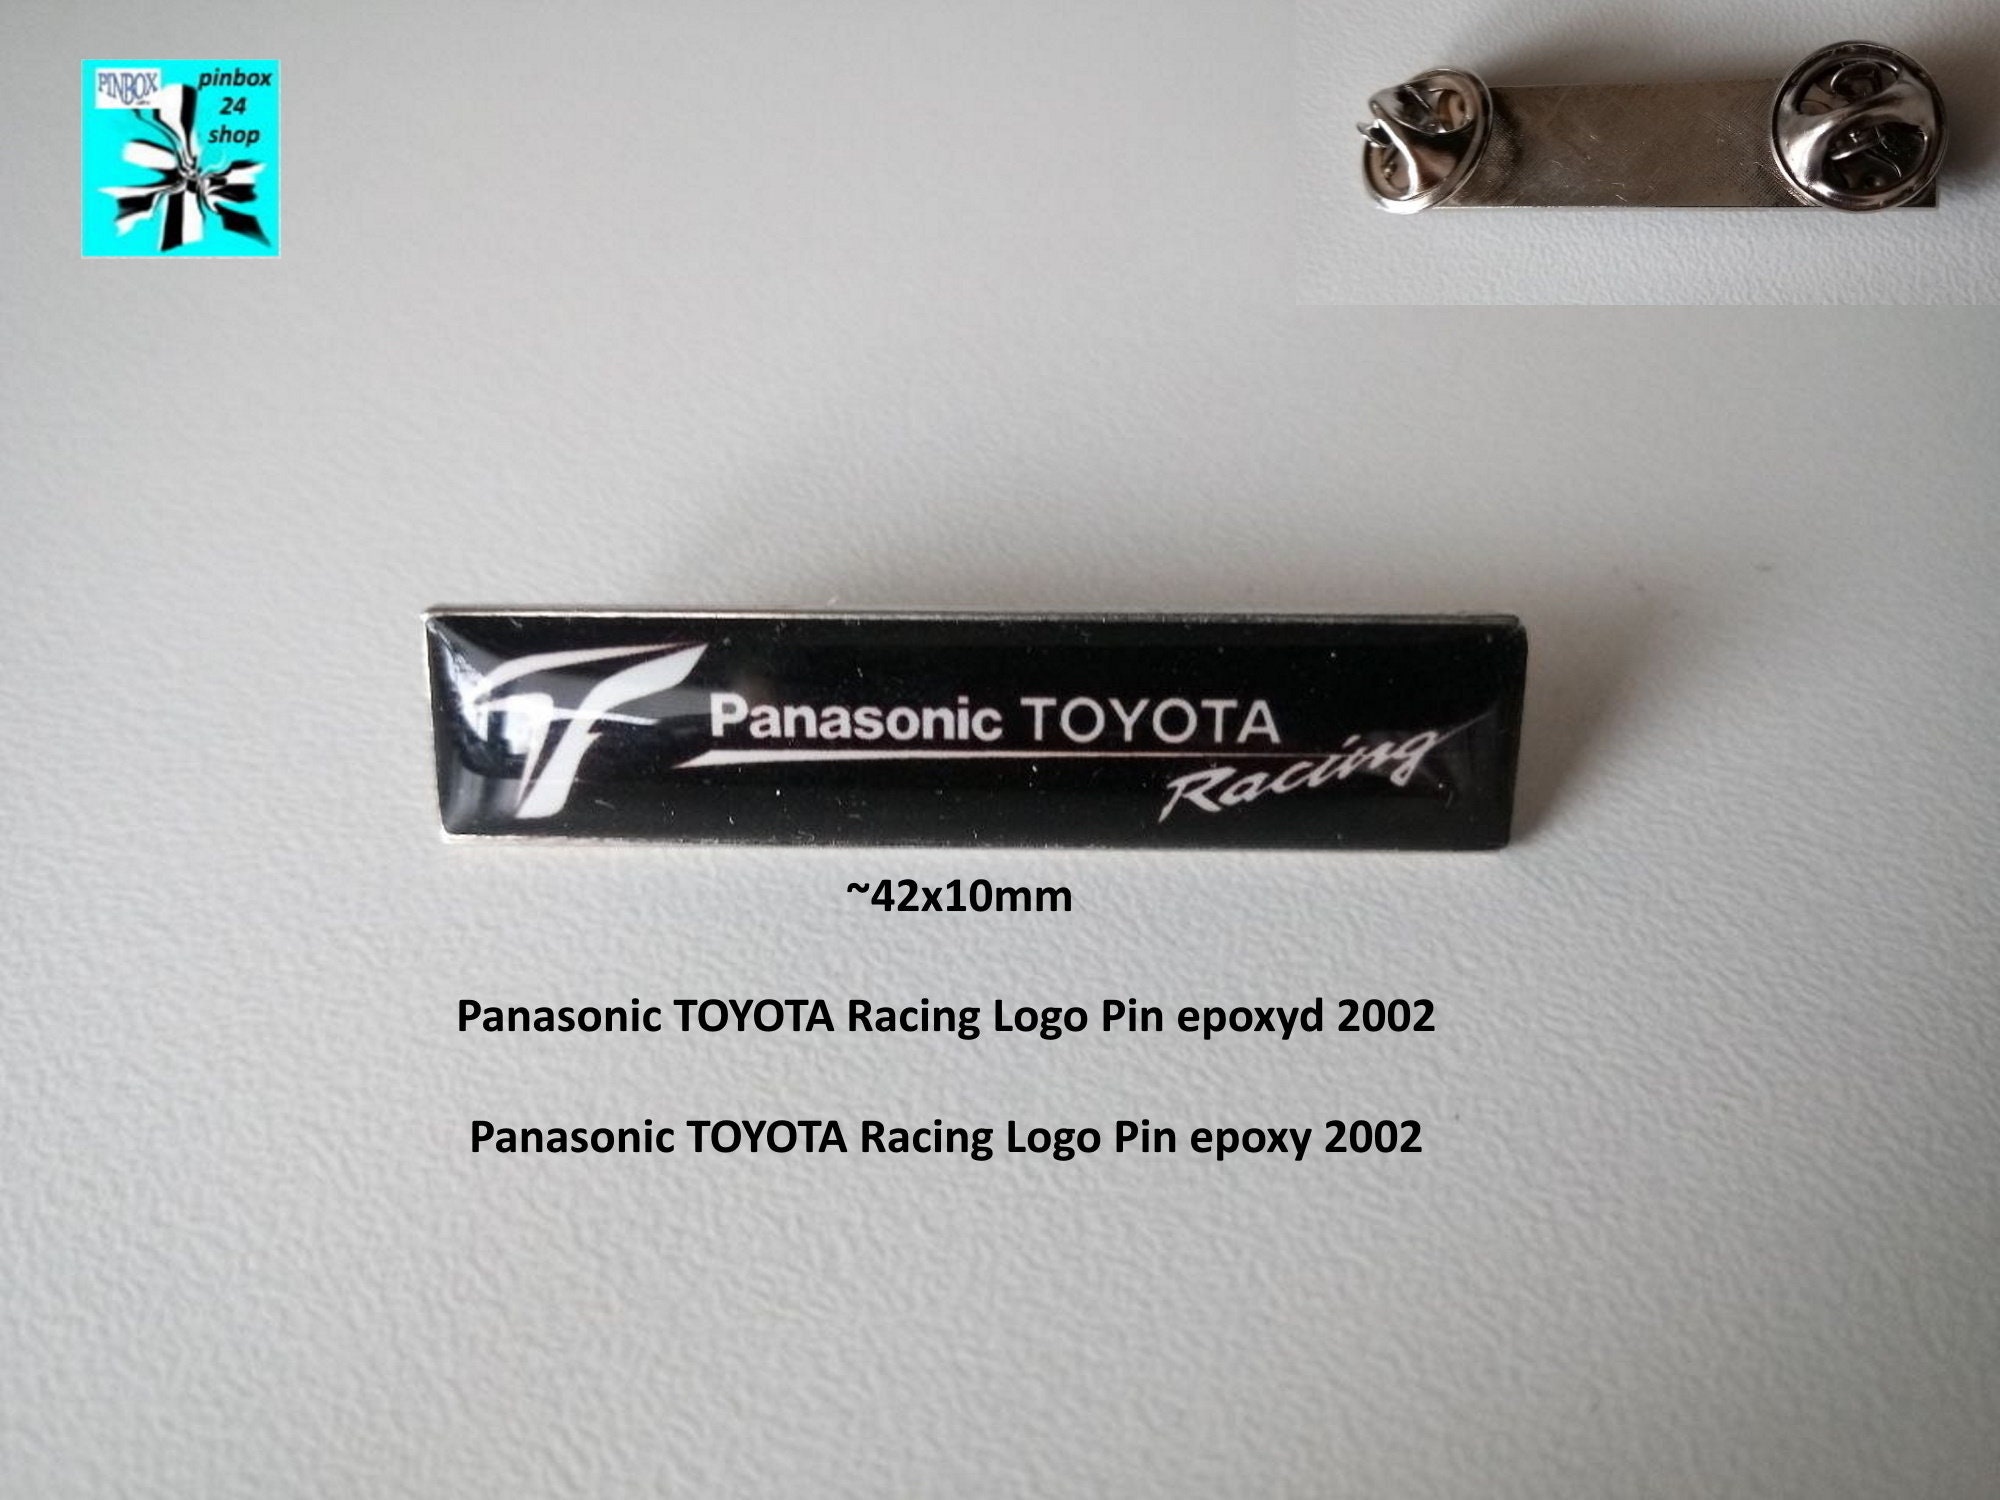 PINBOX
pinbox
24
shop
Panasonic TOYOTA
Racing
~42x10mm
Panasonic TOYOTA Racing Logo Pin epoxyd 2002
Panasonic TOYOTA Racing Logo Pin epoxy 2002